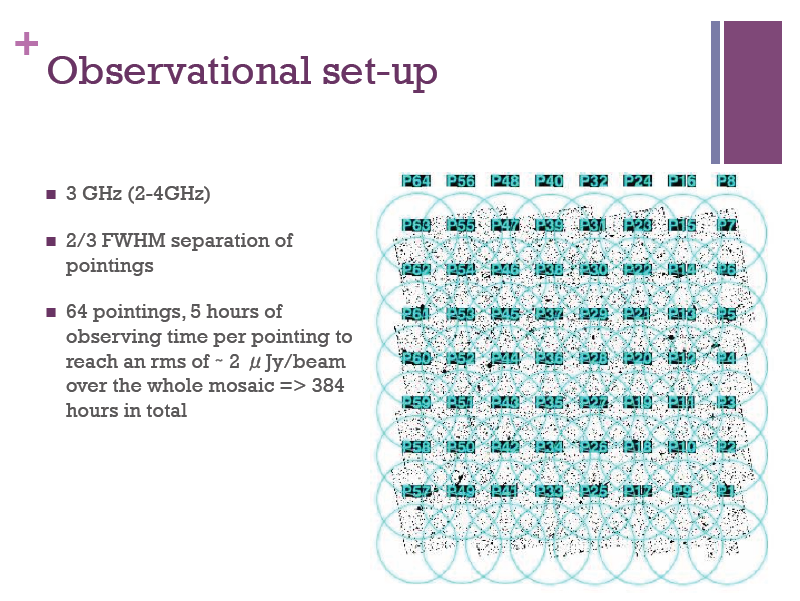 +
Observational set-up
3 GHz (2-4GHz)
2/3 FWHM separation of
pointings
64 pointings, 5 hours of
observing time per pointing to
reach an rms of ~ 2 μJy/beam
over the whole mosaic => 384
hours in total
P64 P56 P48 P40 P32 P24 P16 P8
P63 P55 P47 P39 P31 P23 P15 P7
P62 P54 P46 P38 P30 P22 P14 P6
P61 P53 P45 P37 P29 P21 P13 P5
P60 P52 P44 P36 P28 P20 P12 P4
P59 P51 P43 P35 P27 P19 P11 P3
P58 P50 P42 P34 P26 P18 P10 P2
P57 P49 P41 P33 P25 P17 P9 P1